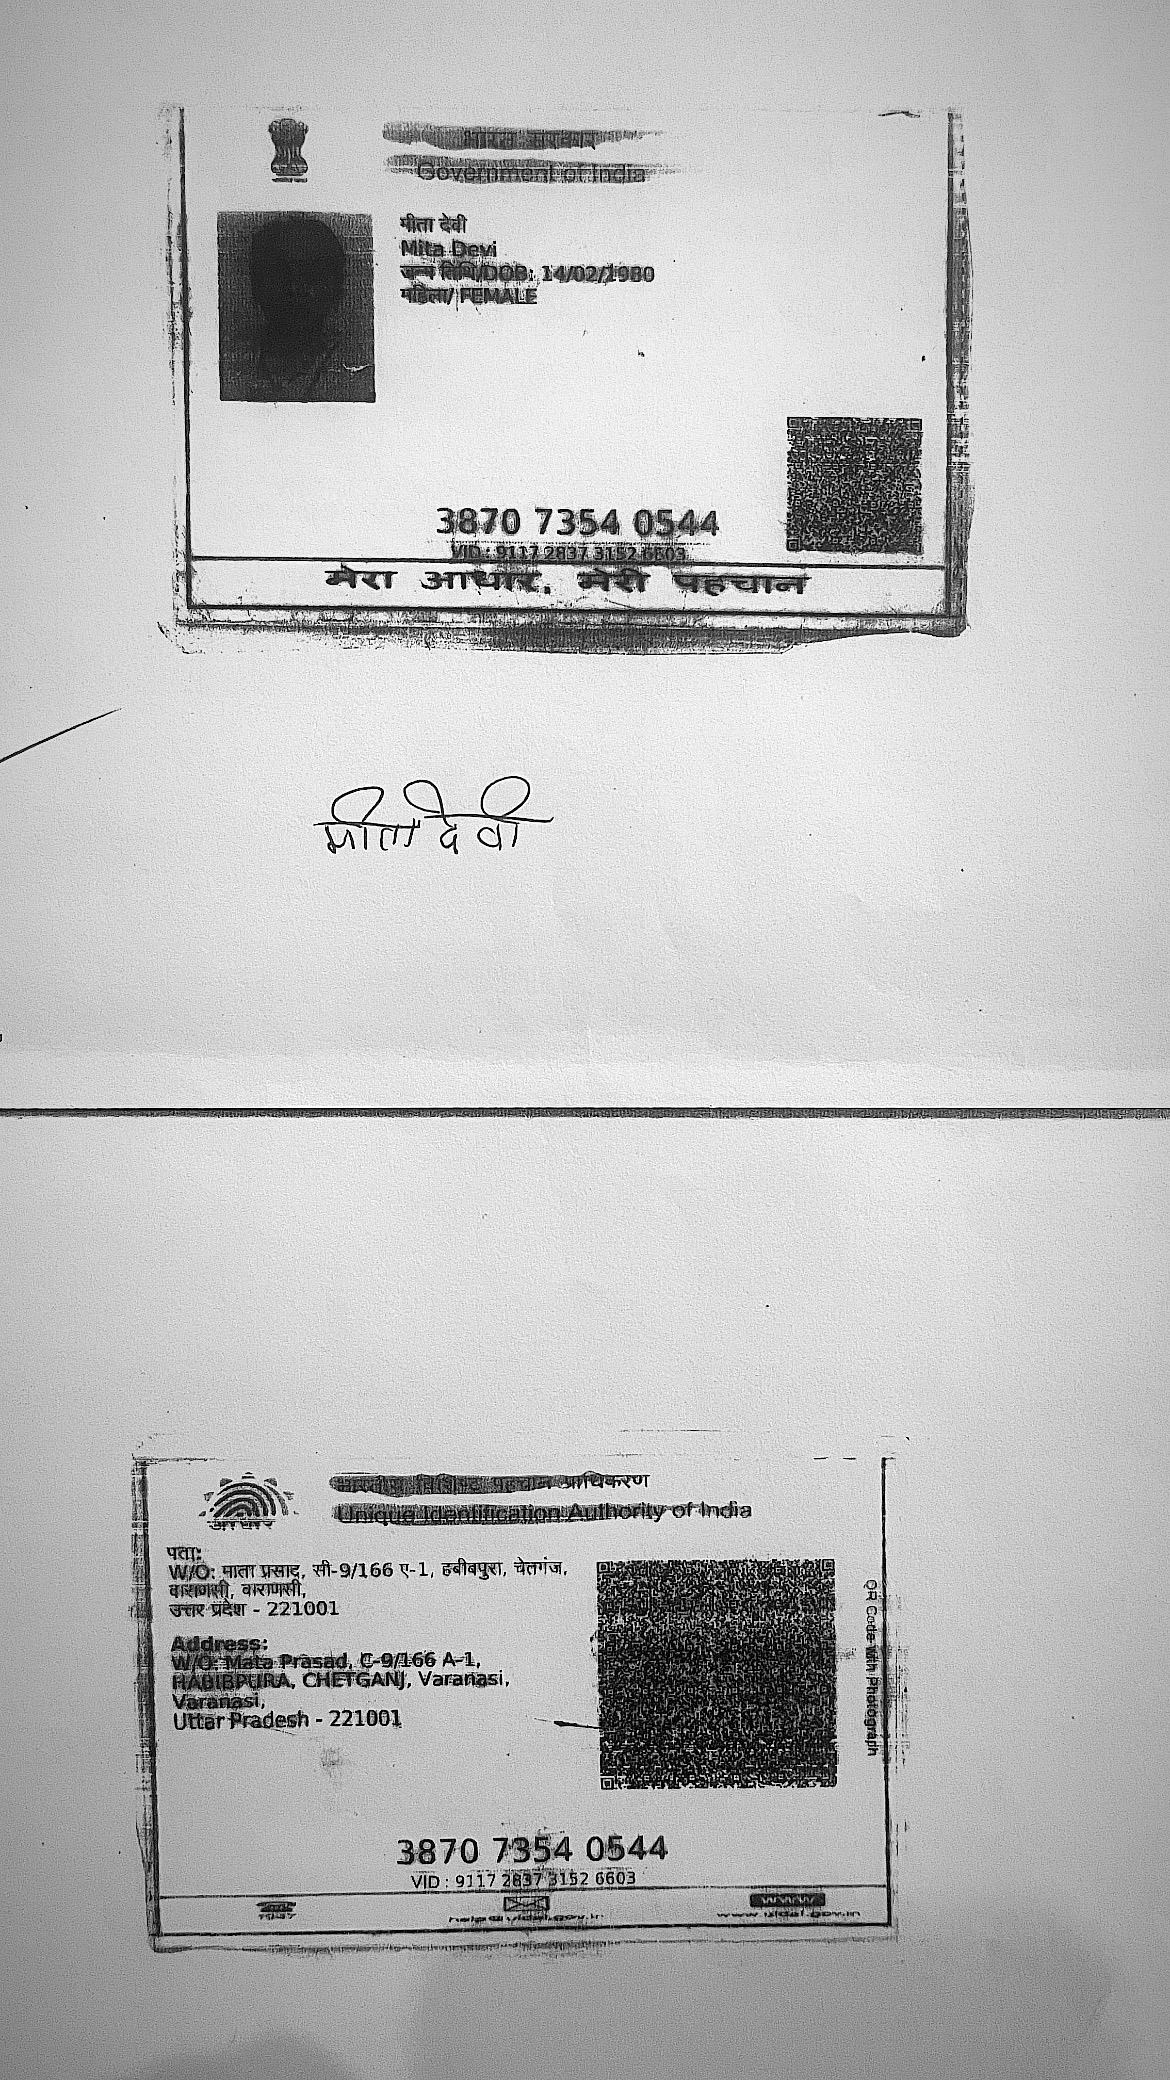 भारत सरकार
Government of India
मीता देवी
Mita Devi
जन्म तिथि/DOB: 14/02/1980
महिला/ FEMALE
3870 7354 0544
VID : 9117 2837 3152 6603
मेरा आधार, मेरी पहचान
मीता देवी
भारतीय विशिष्ट पहचान प्राधिकरण
Unique Identification Authority of India
आधार
पता:
W/O: माता प्रसाद, सी-9/166 ए-1, हबीबपुरा, चेतगंज,
वाराणसी, वाराणसी,
उत्तर प्रदेश - 221001
Address:
W/O: Mata Prasad, C-9/166 A-1,
HABIBPURA, CHETGANJ, Varanasi,
Varanasi,
Uttar Pradesh - 221001
QR Code with Photograph
3870 7354 0544
VID : 9117 2837 3152 6603
1947
help@uidai.gov.in
www
www.uidai.gov.in